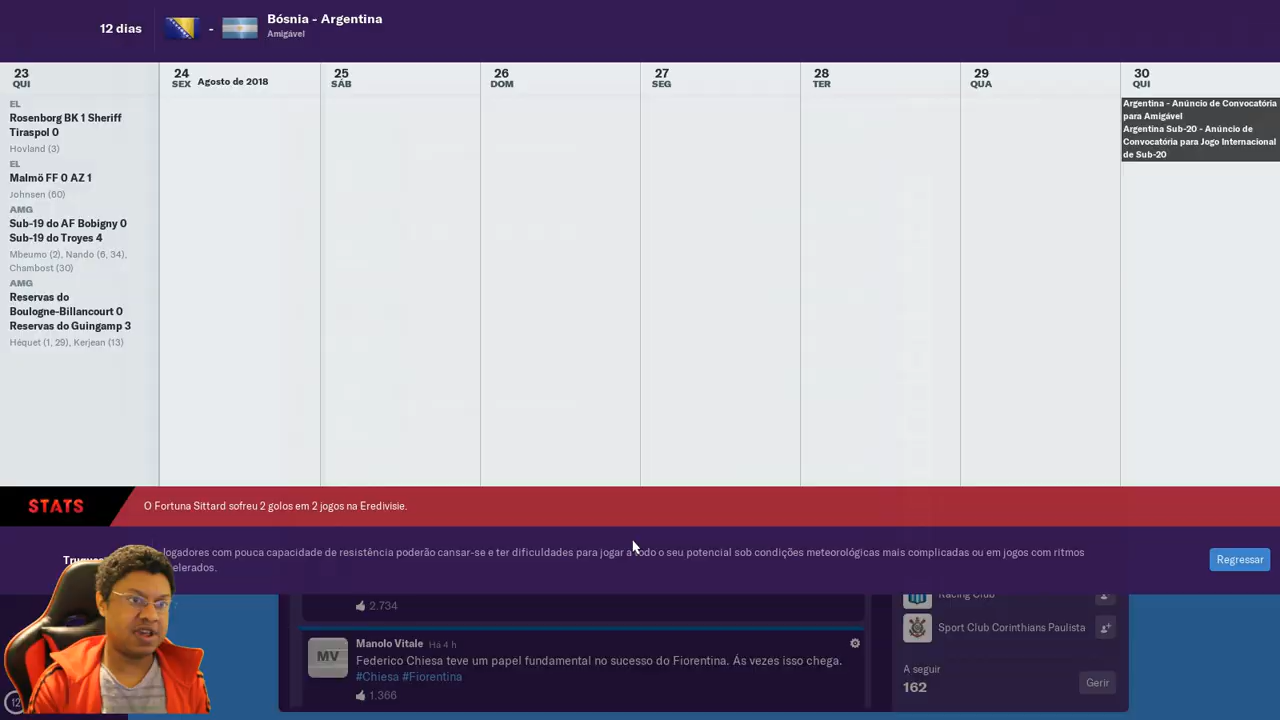 12 dias
Bósnia - Argentina
-
Amigável
23
QUI
24
SEX
Agosto de 2018
25
SÁB
26
DOM
27
SEG
28
TER
29
QUA
30
QUI
EL
Rosenborg BK 1 Sheriff
Tiraspol 0
Hovland (3)
EL
Malmö FF 0 AZ 1
Johnsen (60)
AMG
Sub-19 do AF Bobigny 0
Sub-19 do Troyes 4
Mbeumo (2), Nando (6, 34),
Chambost (30)
AMG
Reservas do
Boulogne-Billancourt 0
Reservas do Guingamp 3
Héquet (1, 29), Kerjean (13)
Argentina - Anúncio de Convocatória
para Amigável
Argentina Sub-20 - Anúncio de
Convocatória para Jogo Internacional
de Sub-20
STATS
O Fortuna Sittard sofreu 2 golos em 2 jogos na Eredivisie.
Jogadores com pouca capacidade de resistência poderão cansar-se e ter dificuldades para jogar a todo o seu potencial sob condições meteorológicas mais complicadas ou em jogos com ritmos
Regressar
2.734
Racing Club
Sport Club Corinthians Paulista
MV
Manolo Vitale
Há 4 h
Federico Chiesa teve um papel fundamental no sucesso do Fiorentina. Ás vezes isso chega.
#Chiesa #Fiorentina
1.366
A seguir
162
Gerir
12